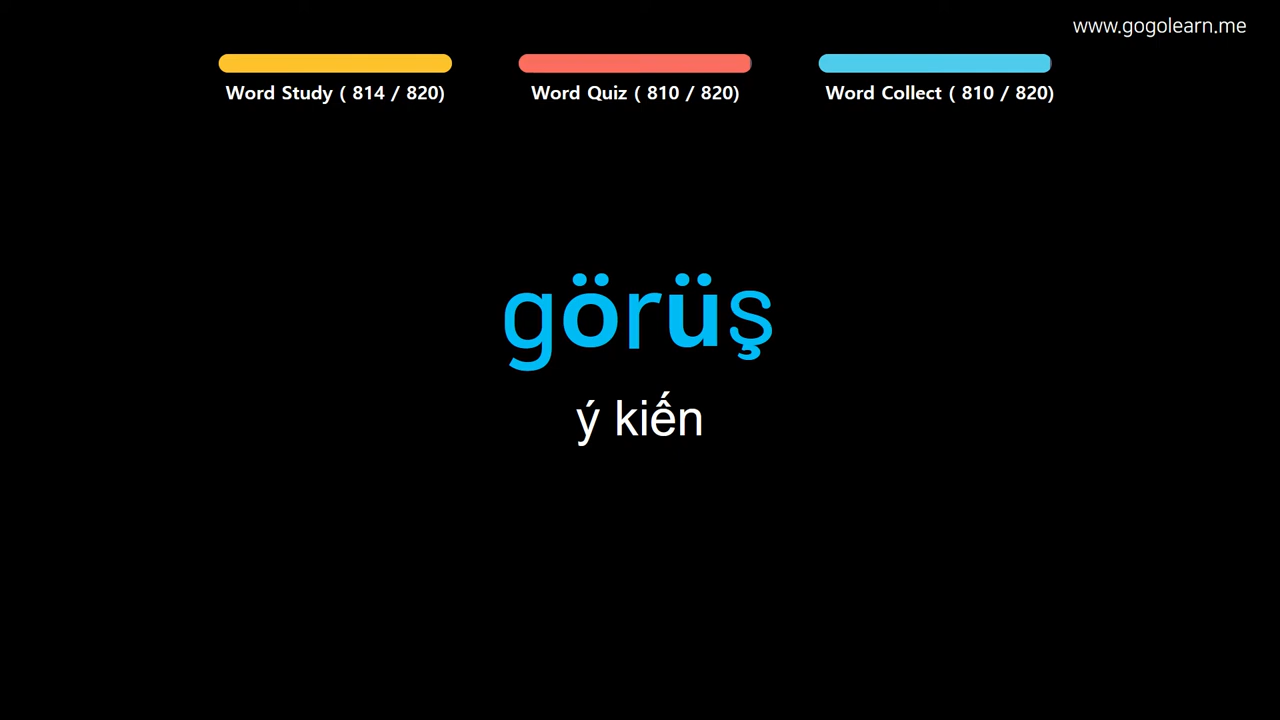 www.gogolearn.me
Word Study ( 814 / 820)
Word Quiz ( 810 / 820)
Word Collect ( 810 / 820)
görüş
ý kiến